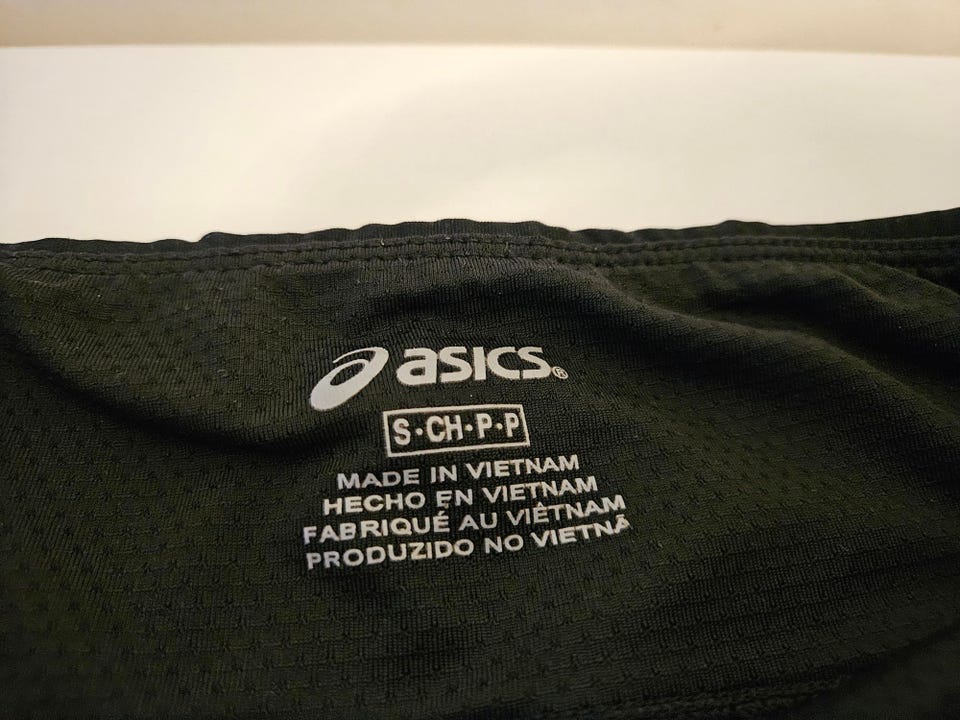 asics®
S·CH·P·P
MADE IN VIETNAM
HECHO EN VIETNAM
FABRIQUÉ AU VIÊTNAM
PRODUZIDO NO VIETNÃ